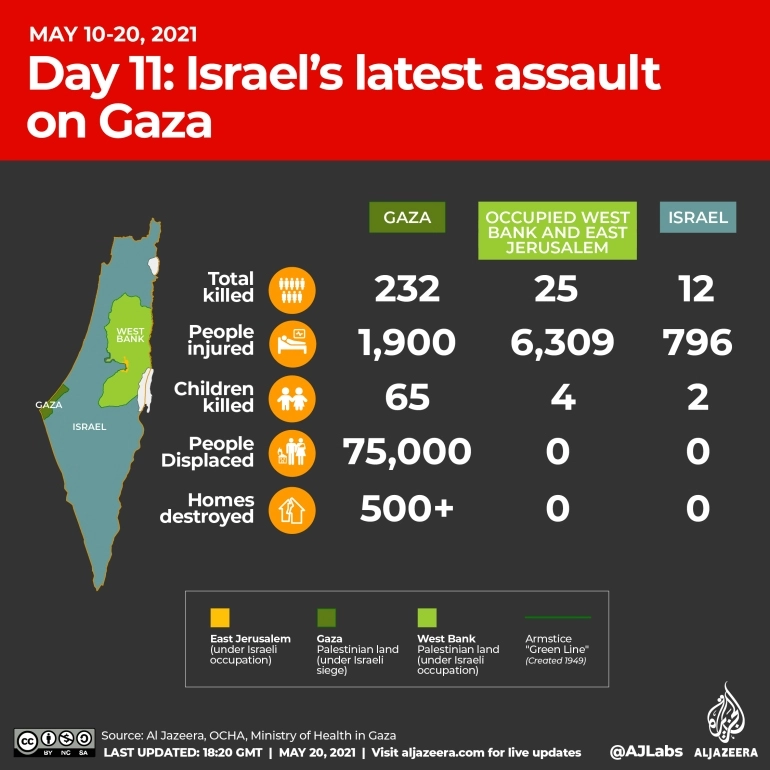 MAY 10-20, 2021
Day 11: Israel's latest assault
on Gaza
GAZA
OCCUPIED WEST
BANK AND EAST
JERUSALEM
ISRAEL
Total
killed
232
25
12
People
injured
1,900
6,309
796
Children
killed
65
4
2
People
Displaced
75,000
0
0
Homes
destroyed
500+
0
0
WEST
BANK
GAZA
ISRAEL
East Jerusalem
(under Israeli
occupation)
Gaza
Palestinian land
(under Israeli
siege)
West Bank
Palestinian land
(under Israeli
occupation)
Armstice
"Green Line"
(Created 1949)
cc
BY NC SA
Source: Al Jazeera, OCHA, Ministry of Health in Gaza
LAST UPDATED: 18:20 GMT | MAY 20, 2021 | Visit aljazeera.com for live updates
@AJLabs
ALJAZEERA